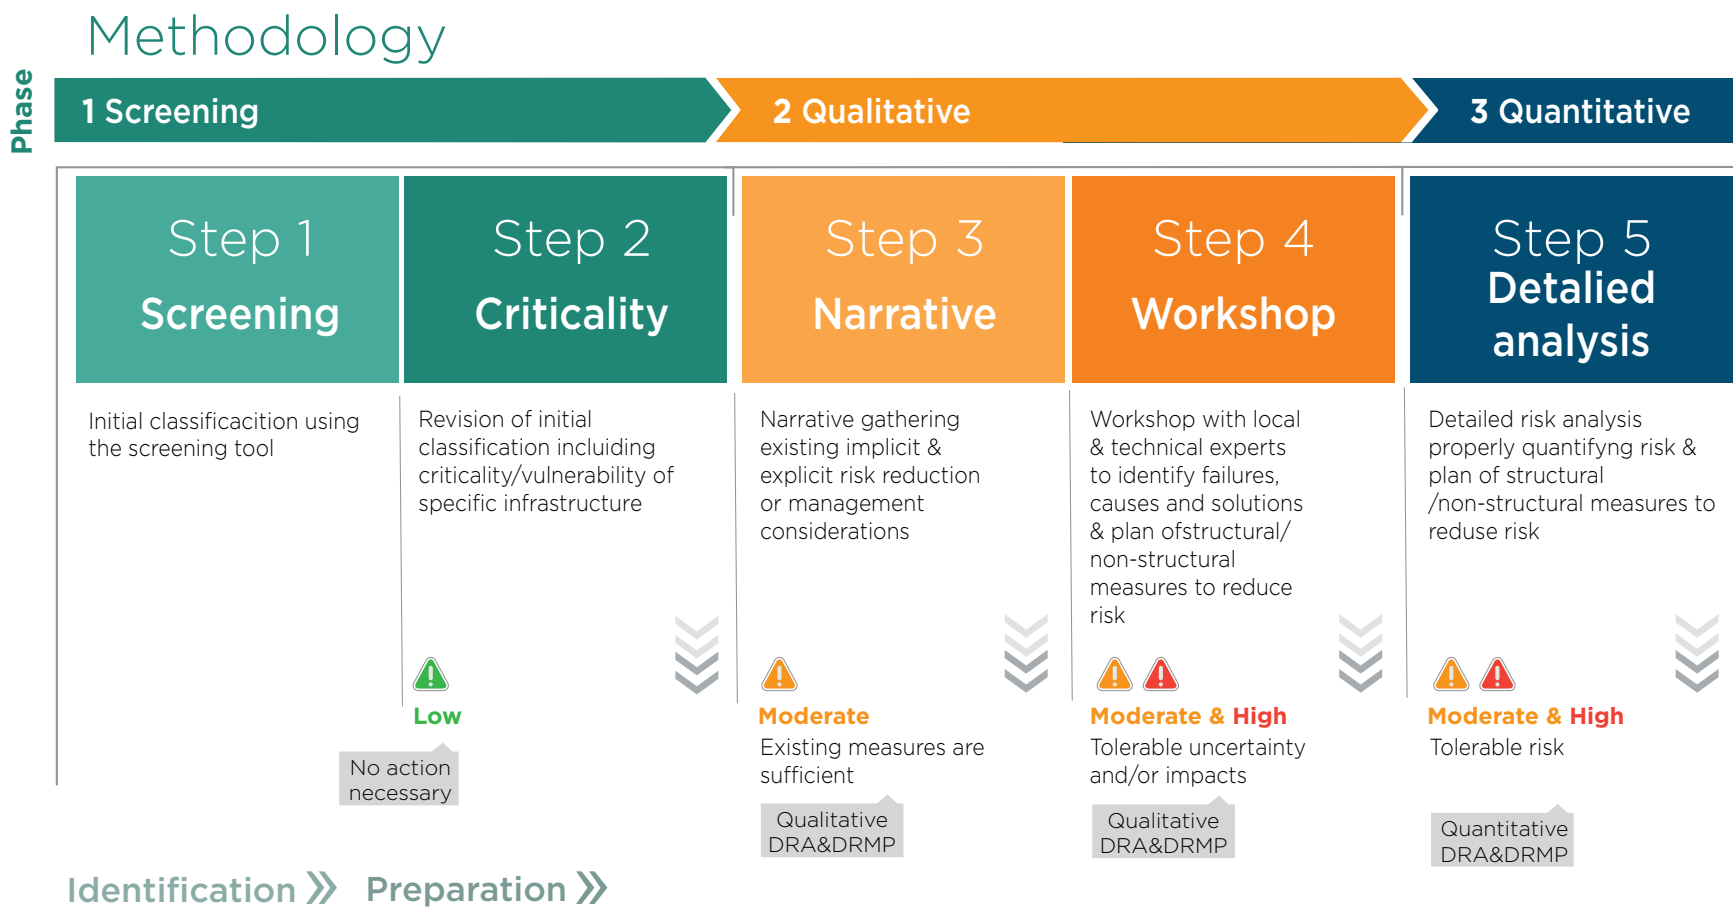 Methodology
Phase
1 Screening
2 Qualitative
3 Quantitative
Step 1
Screening
Initial classificacition using
the screening tool
Step 2
Criticality
Revision of initial
classification incluiding
criticality/vulnerability of
specific infrastructure
Low
No action
necessary
Step 3
Narrative
Narrative gathering
existing implicit &
explicit risk reduction
or management
considerations
Moderate
Existing measures are
sufficient
Qualitative
DRA&DRMP
Step 4
Workshop
Workshop with local
& technical experts
to identify failures,
causes and solutions
& plan ofstructural/
non-structural
measures to reduce
risk
Moderate & High
Tolerable uncertainty
and/or impacts
Qualitative
DRA&DRMP
Step 5
Detalied
analysis
Detailed risk analysis
properly quantifyng risk &
plan of structural
/non-structural measures to
reduse risk
Moderate & High
Tolerable risk
Quantitative
DRA&DRMP
Identification
Preparation